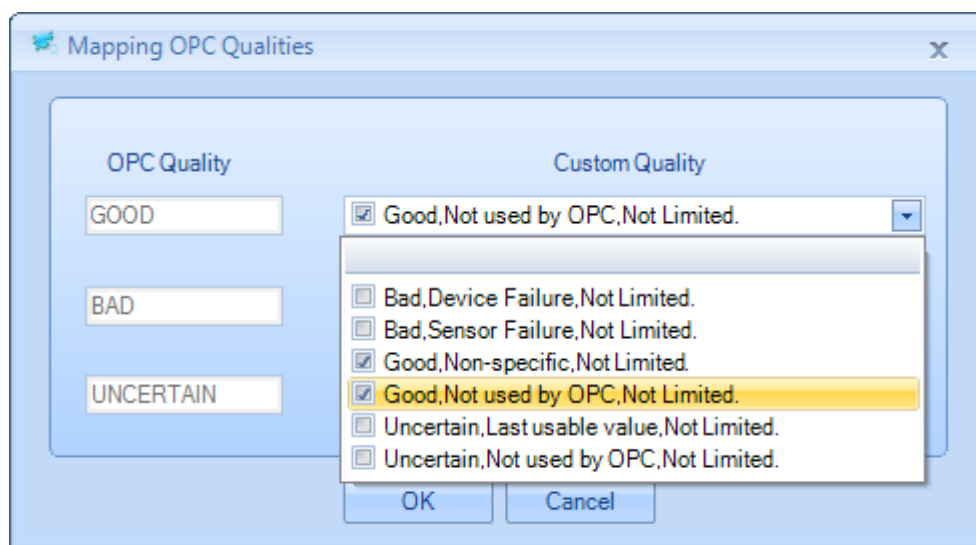 Mapping OPC Qualities
OPC Quality
Custom Quality
GOOD
Good,Not used by OPC,Not Limited.
BAD
UNCERTAIN
Bad,Device Failure,Not Limited.
Bad,Sensor Failure,Not Limited.
Good,Non-specific,Not Limited.
Good,Not used by OPC,Not Limited.
Uncertain,Last usable value,Not Limited.
Uncertain,Not used by OPC,Not Limited.
OK
Cancel